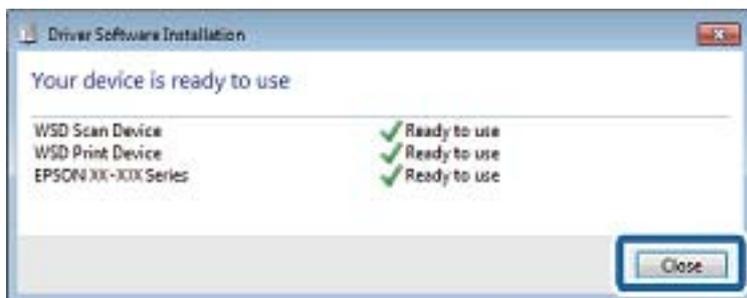 Driver Software Installation
Your device is ready to use
WSD Scan Device Ready to use
WSD Print Device Ready to use
EPSON XX-XXX Series Ready to use
Close